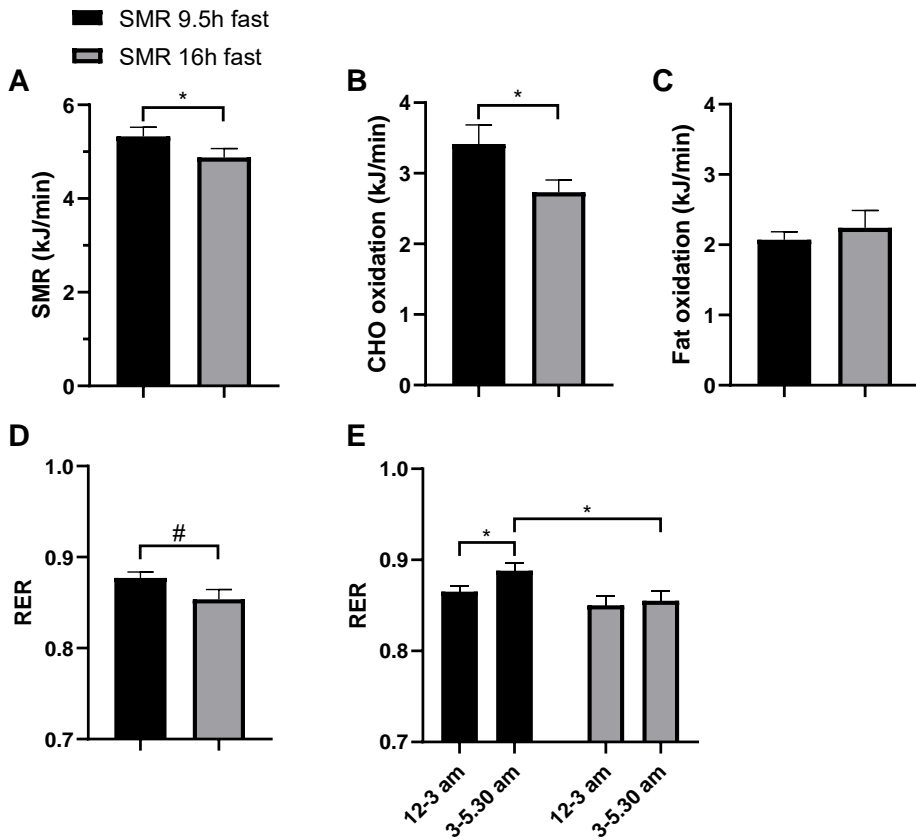 SMR 9.5h fast
SMR 16h fast
A
B
C
SMR (kJ/min)
6
4
2
0
*
CHO oxidation (kJ/min)
4
3
2
1
0
*
Fat oxidation (kJ/min)
4
3
2
1
0
D
E
RER
1.0
0.9
0.8
0.7
#
RER
1.0
0.9
0.8
0.7
*
*
12-3 am
3-5.30 am
12-3 am
3-5.30 am